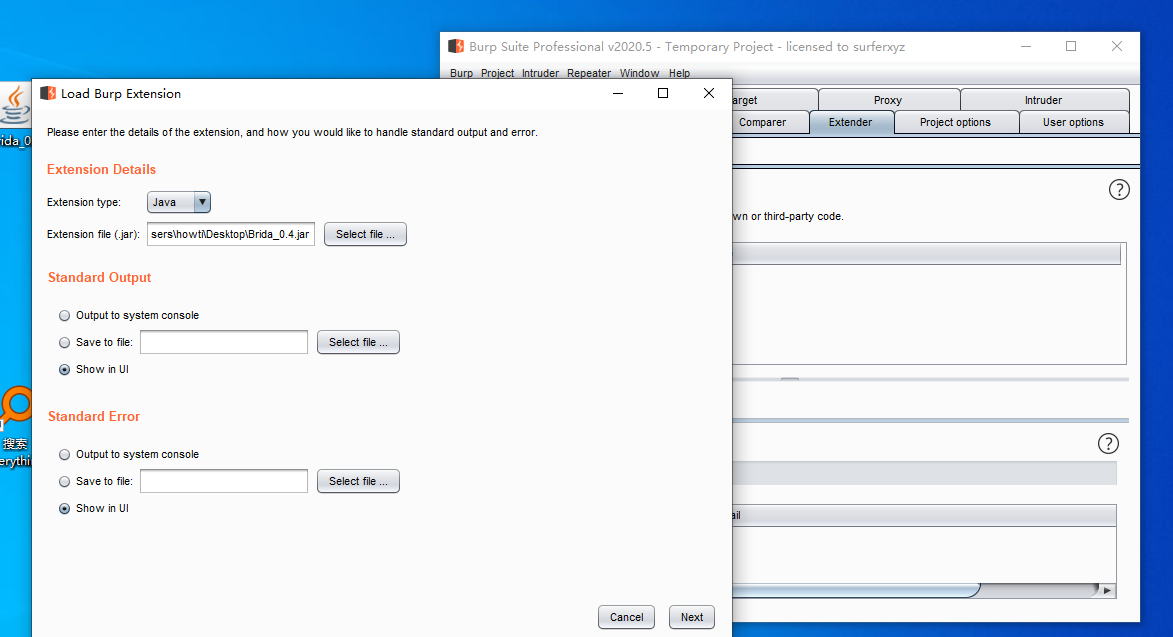 Burp Suite Professional v2020.5 - Temporary Project - licensed to surferxyz
Burp Project Intruder Repeater Window Help
arget Proxy Intruder
Comparer Extender Project options User options
wn or third-party code.
ail
Load Burp Extension
Please enter the details of the extension, and how you would like to handle standard output and error.
Extension Details
Extension type: Java
Extension file (.jar): sers\howti\Desktop\Brida_0.4.jar Select file ...
Standard Output
Output to system console
Save to file: Select file ...
Show in UI
Standard Error
Output to system console
Save to file: Select file ...
Show in UI
Cancel Next
rida_0
搜索
erythi